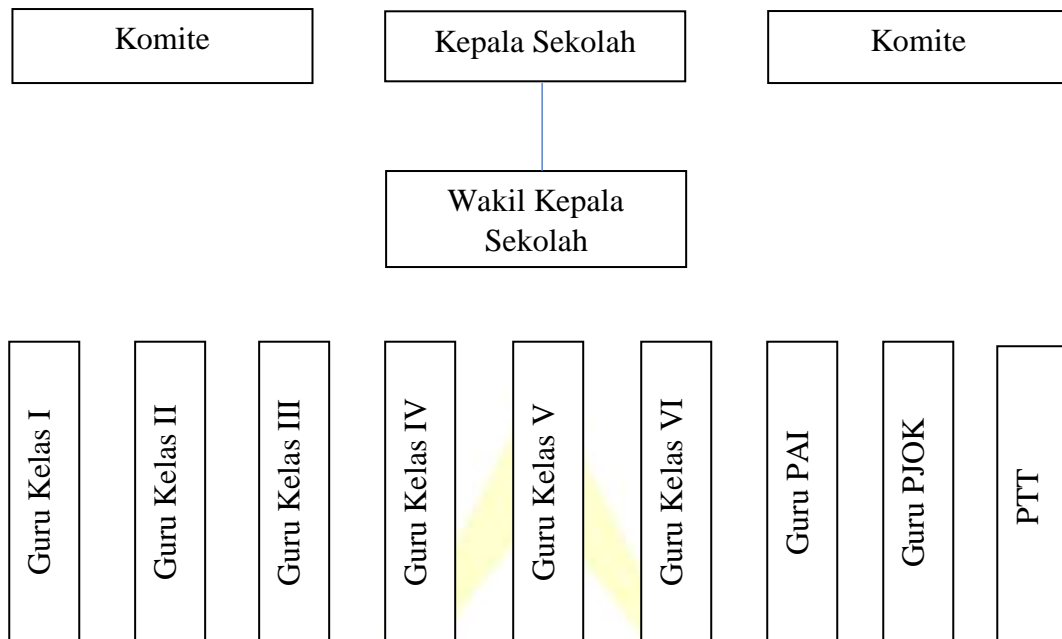 Komite
Kepala Sekolah
Komite
Wakil Kepala
Sekolah
Guru Kelas I
Guru Kelas II
Guru Kelas III
Guru Kelas IV
Guru Kelas V
Guru Kelas VI
Guru PAI
Guru PJOK
PTT